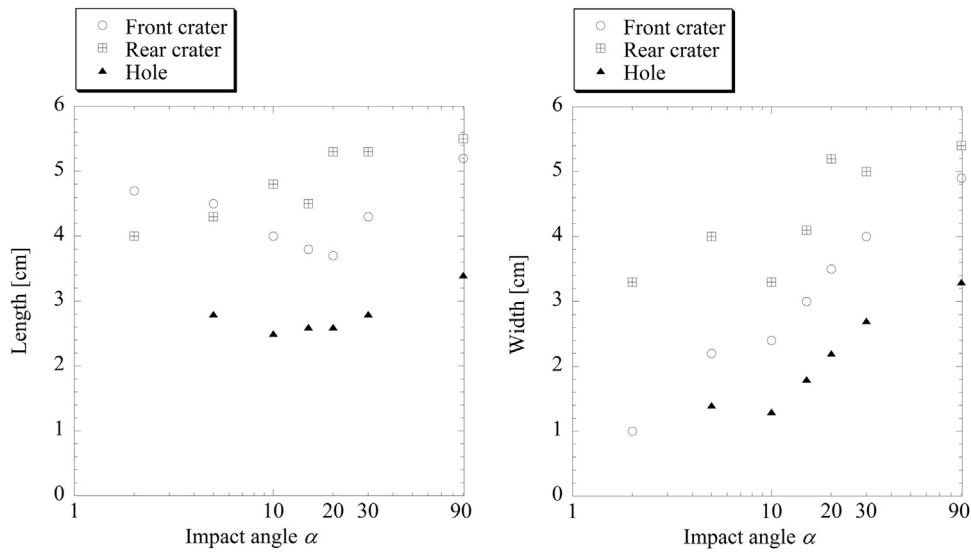 Front crater
Rear crater
Hole
6
5
4
3
2
1
0
Length [cm]
1
10
20
30
90
Impact angle α
Front crater
Rear crater
Hole
6
5
4
3
2
1
0
Width [cm]
1
10
20
30
90
Impact angle α